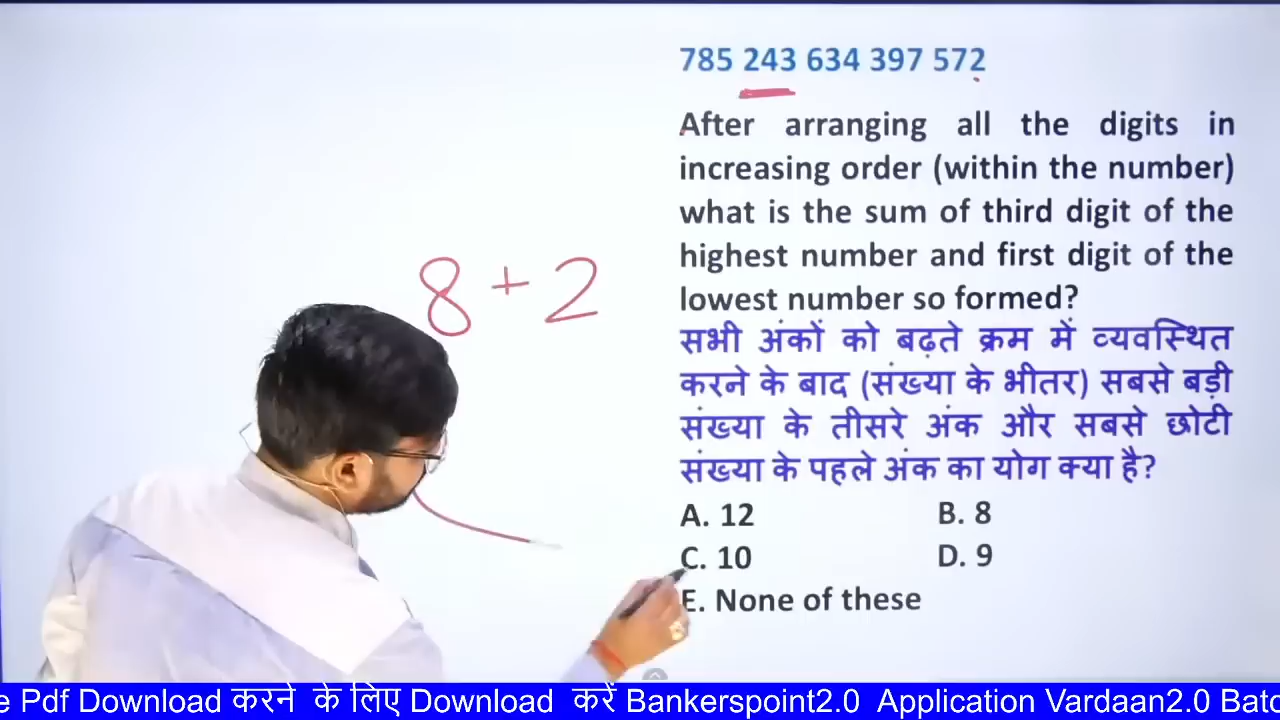 785 243 634 397 572
After arranging all the digits in
increasing order (within the number)
what is the sum of third digit of the
highest number and first digit of the
lowest number so formed?
सभी अंकों को बढ़ते क्रम में व्यवस्थित
करने के बाद (संख्या के भीतर) सबसे बड़ी
संख्या के तीसरे अंक और सबसे छोटी
संख्या के पहले अंक का योग क्या है?
A. 12 B. 8
C. 10 D. 9
E. None of these
8 + 2
e Pdf Download करने के लिए Download करें Bankerspoint2.0 Application Vardaan2.0 Batc